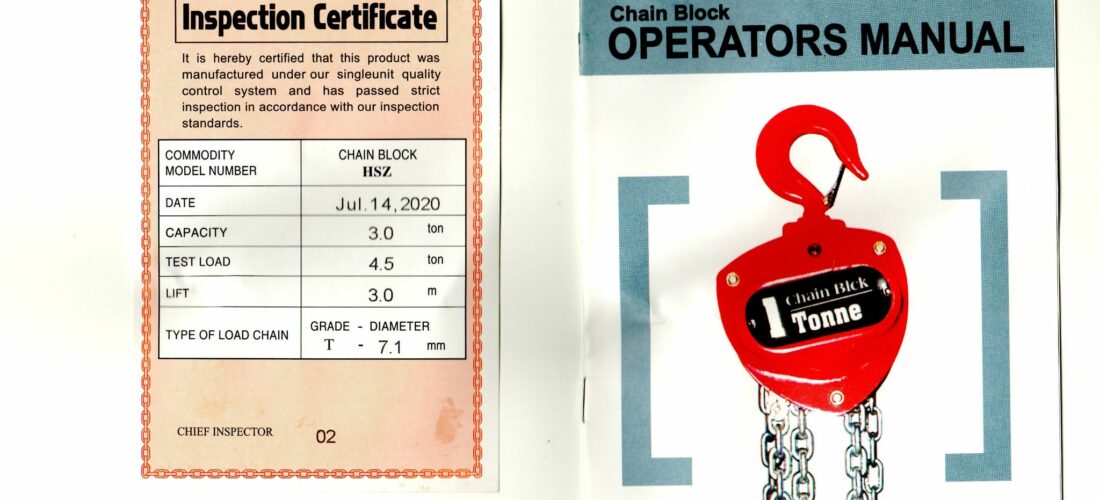 Inspection Certificate
It is hereby certified that this product was
manufactured under our singleunit quality
control system and has passed strict
inspection in accordance with our inspection
standards.
COMMODITY CHAIN BLOCK
MODEL NUMBER HSZ
DATE Jul.14,2020
CAPACITY 3.0 ton
TEST LOAD 4.5 ton
LIFT 3.0 m
TYPE OF LOAD CHAIN GRADE - DIAMETER
T - 7.1 mm
CHIEF INSPECTOR 02
Chain Block
OPERATORS MANUAL
1 Chain Blck
Tonne